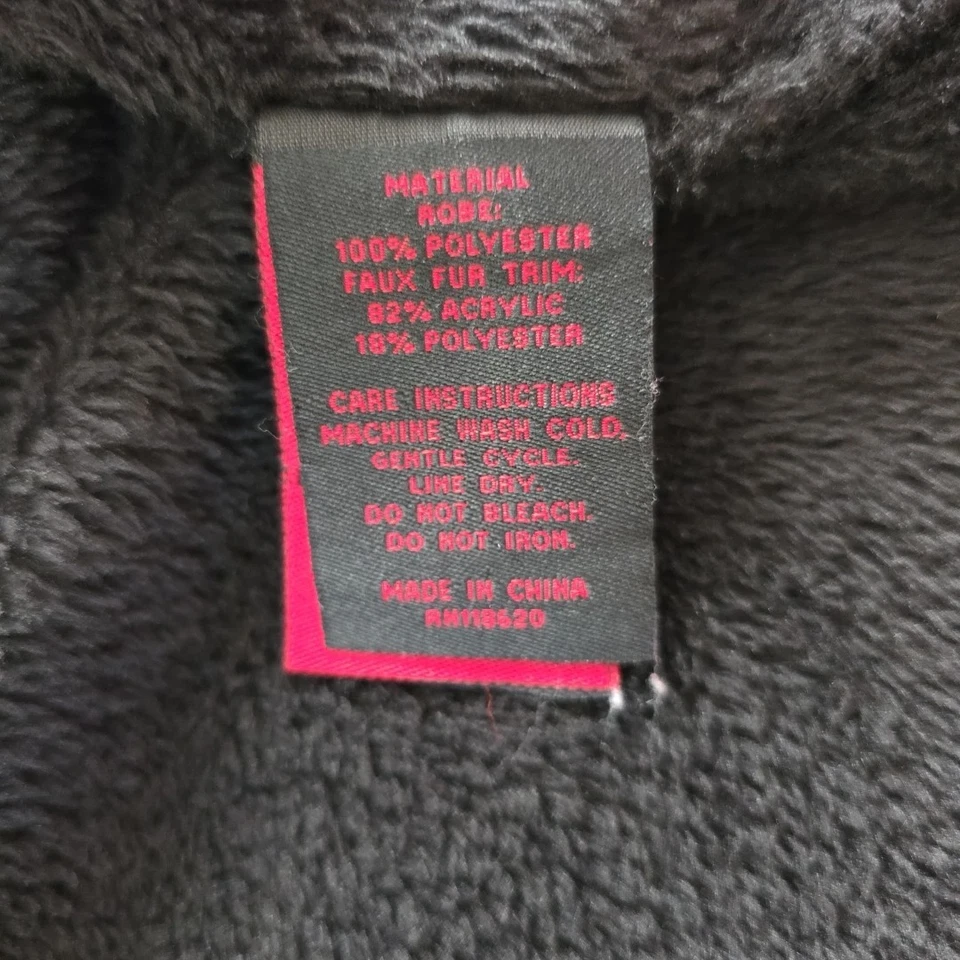 MATERIAL
ROBE:
100% POLYESTER
FAUX FUR TRIM:
82% ACRYLIC
18% POLYESTER
CARE INSTRUCTIONS
MACHINE WASH COLD.
GENTLE CYCLE.
LINE DRY.
DO NOT BLEACH.
DO NOT IRON.
MADE IN CHINA
RN118620